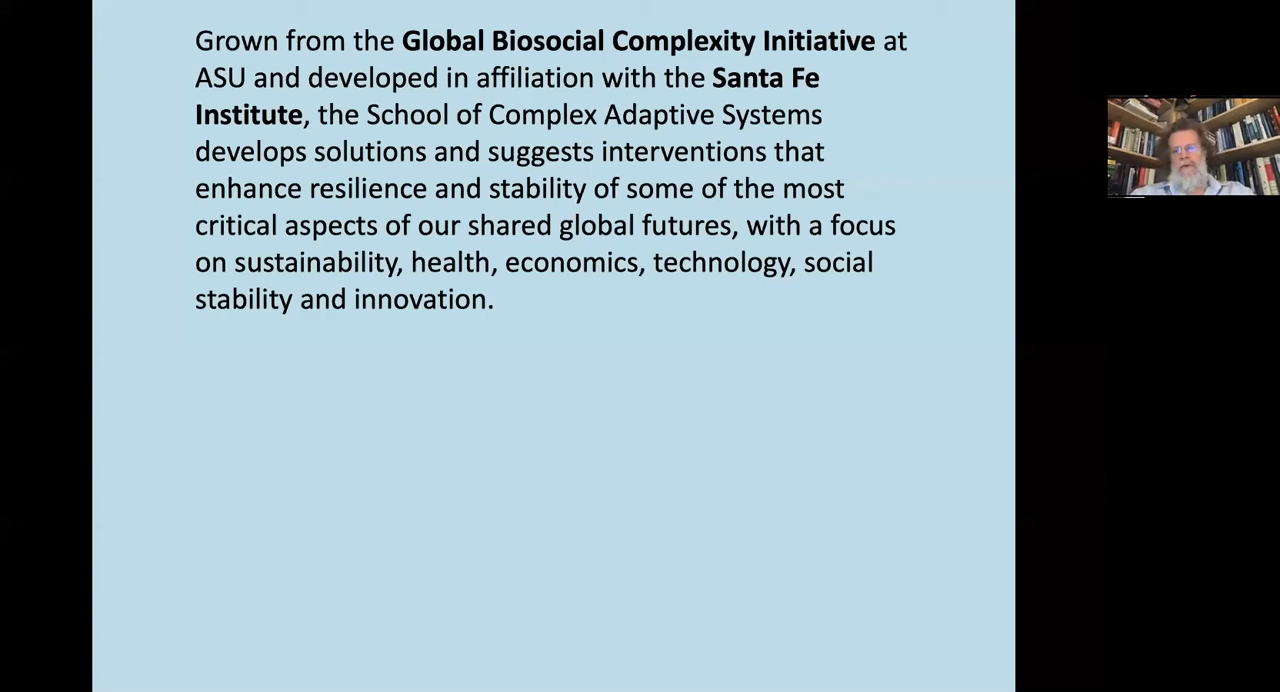 Grown from the Global Biosocial Complexity Initiative at
ASU and developed in affiliation with the Santa Fe
Institute, the School of Complex Adaptive Systems
develops solutions and suggests interventions that
enhance resilience and stability of some of the most
critical aspects of our shared global futures, with a focus
on sustainability, health, economics, technology, social
stability and innovation.